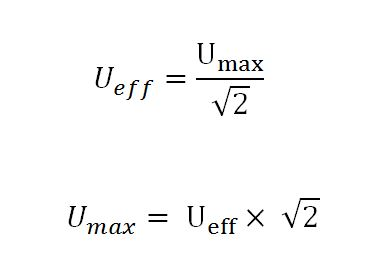 U_eff = U_max / √2
U_max = U_eff × √2